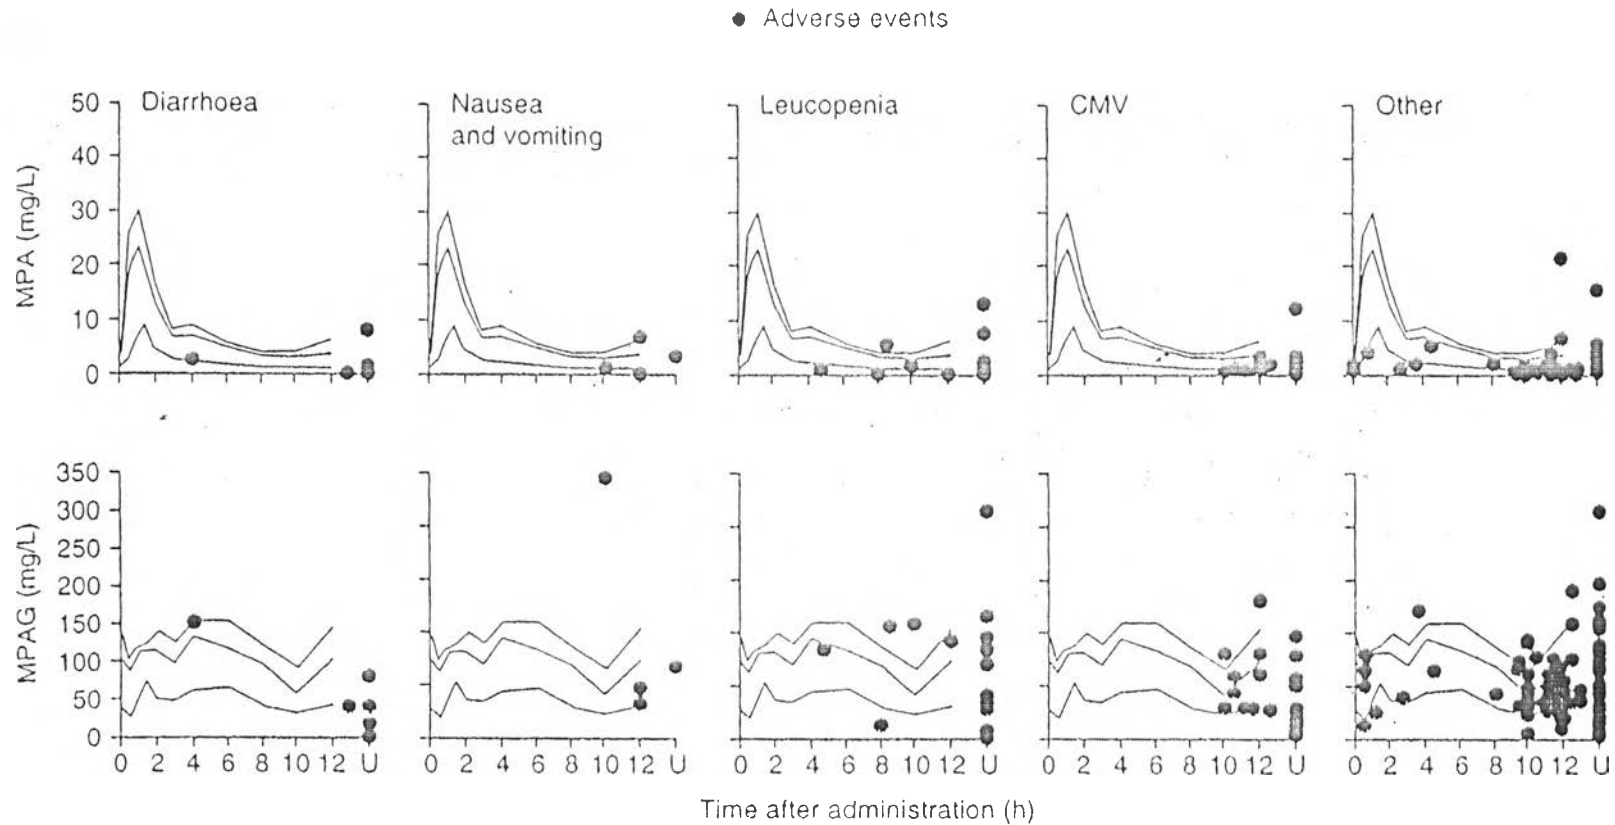 Adverse events
Diarrhoea
Nausea
and vomiting
Leucopenia
CMV
Other
MPA (mg/L)
50
40
30
20
10
0
MPAG (mg/L)
350
300
250
200
150
100
50
0
0 2 4 6 8 10 12 U
0 2 4 6 8 10 12 U
0 2 4 6 8 10 12 U
0 2 4 6 8 10 12 U
0 2 4 6 8 10 12 U
Time after administration (h)